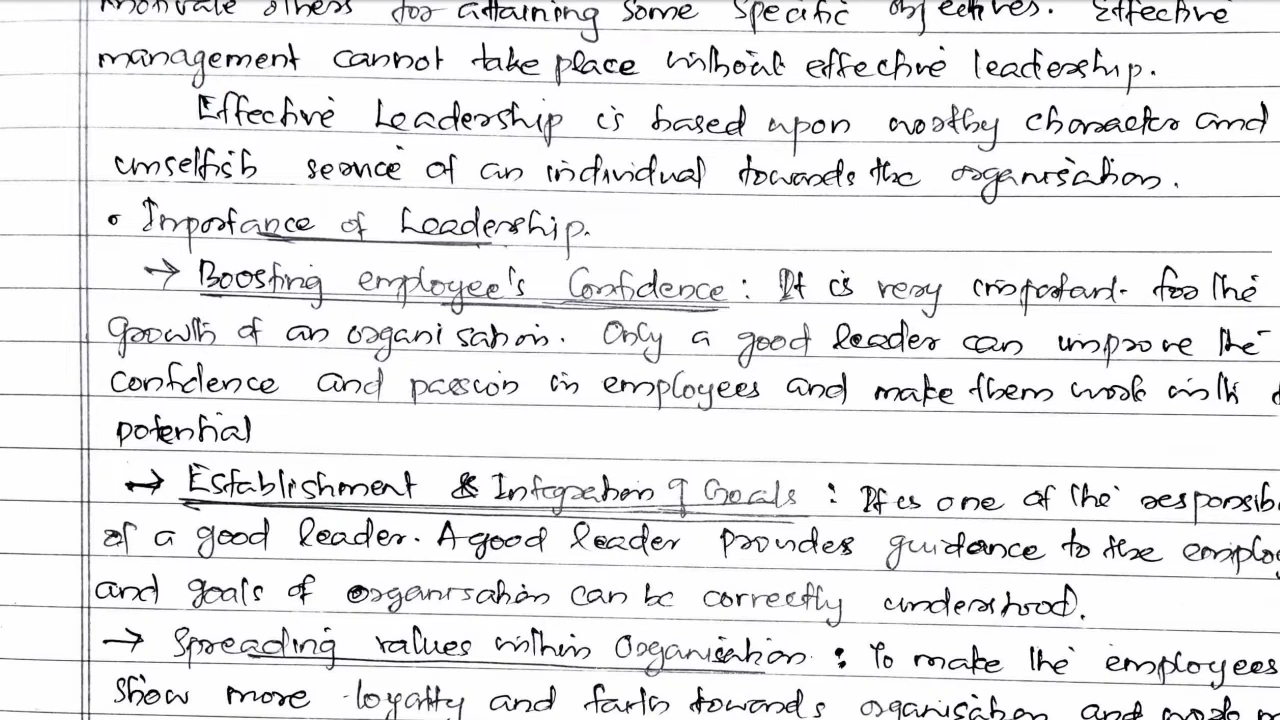 motivate others for attaining some specific objectives. Effective
management cannot take place without effective leadership.
Effective Leadership is based upon worthy character and
unselfish service of an individual towards the organisation.
• Importance of Leadership.
→ Boosting employee's Confidence : It is very important for the
growth of an organisation. Only a good leader can improve the
confidence and passion in employees and make them work with
potential
→ Establishment & Integration of Goals : It is one of the responsib
of a good leader. A good leader provides guidance to the employ
and goals of organisation can be correctly understood.
→ Spreading values within Organisation : To make the employees
show more loyalty and faith towards organisation and work